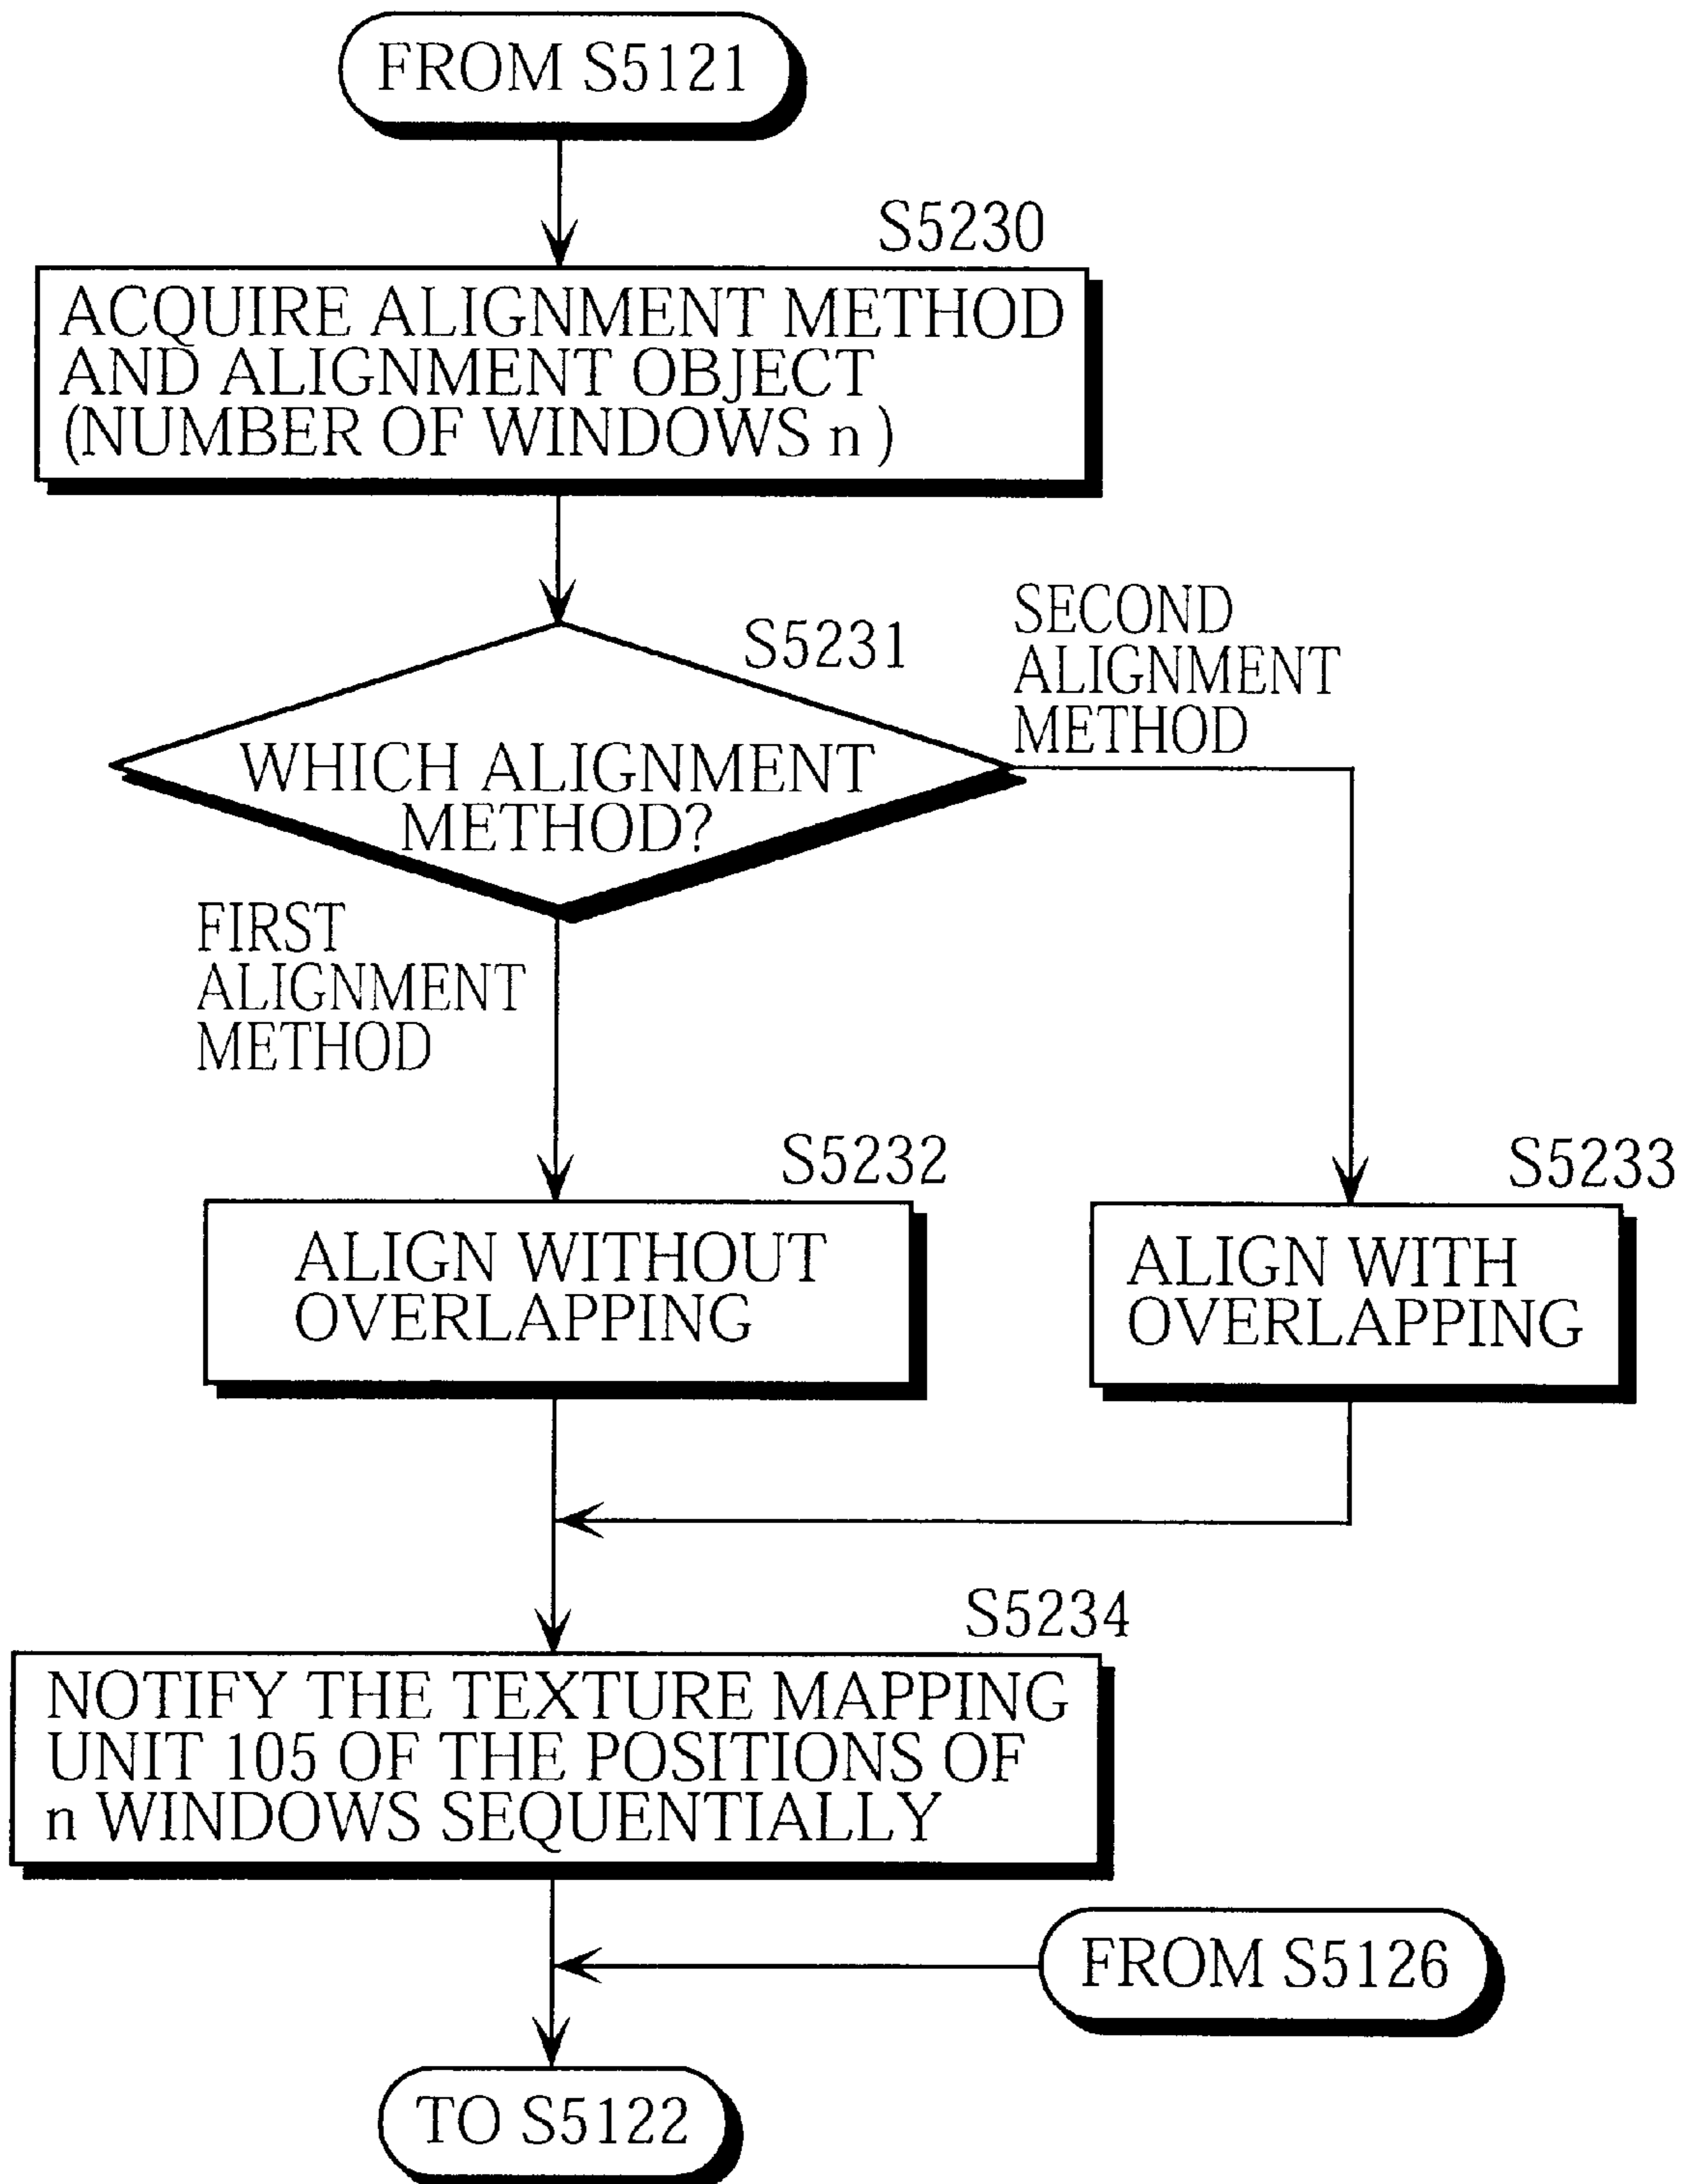 FROM S5121
S5230
ACQUIRE ALIGNMENT METHOD
AND ALIGNMENT OBJECT
(NUMBER OF WINDOWS n )
S5231
WHICH ALIGNMENT
METHOD?
SECOND
ALIGNMENT
METHOD
FIRST
ALIGNMENT
METHOD
S5232
ALIGN WITHOUT
OVERLAPPING
S5233
ALIGN WITH
OVERLAPPING
S5234
NOTIFY THE TEXTURE MAPPING
UNIT 105 OF THE POSITIONS OF
n WINDOWS SEQUENTIALLY
FROM S5126
TO S5122